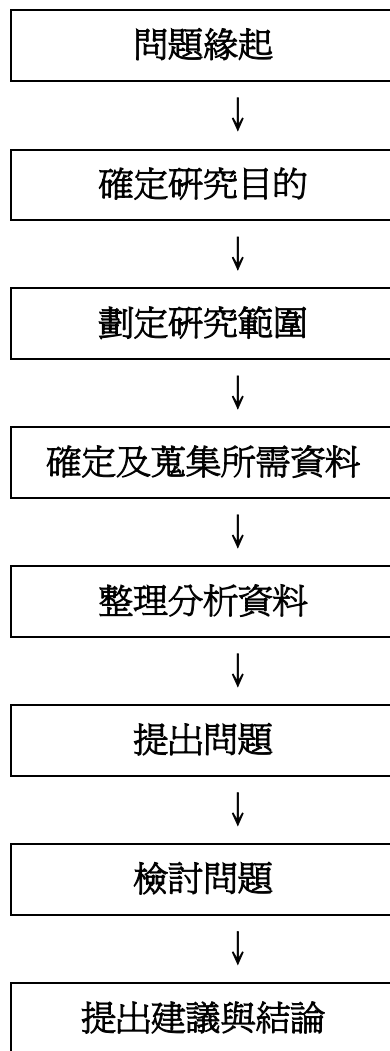 問題緣起
確定研究目的
劃定研究範圍
確定及蒐集所需資料
整理分析資料
提出問題
檢討問題
提出建議與結論